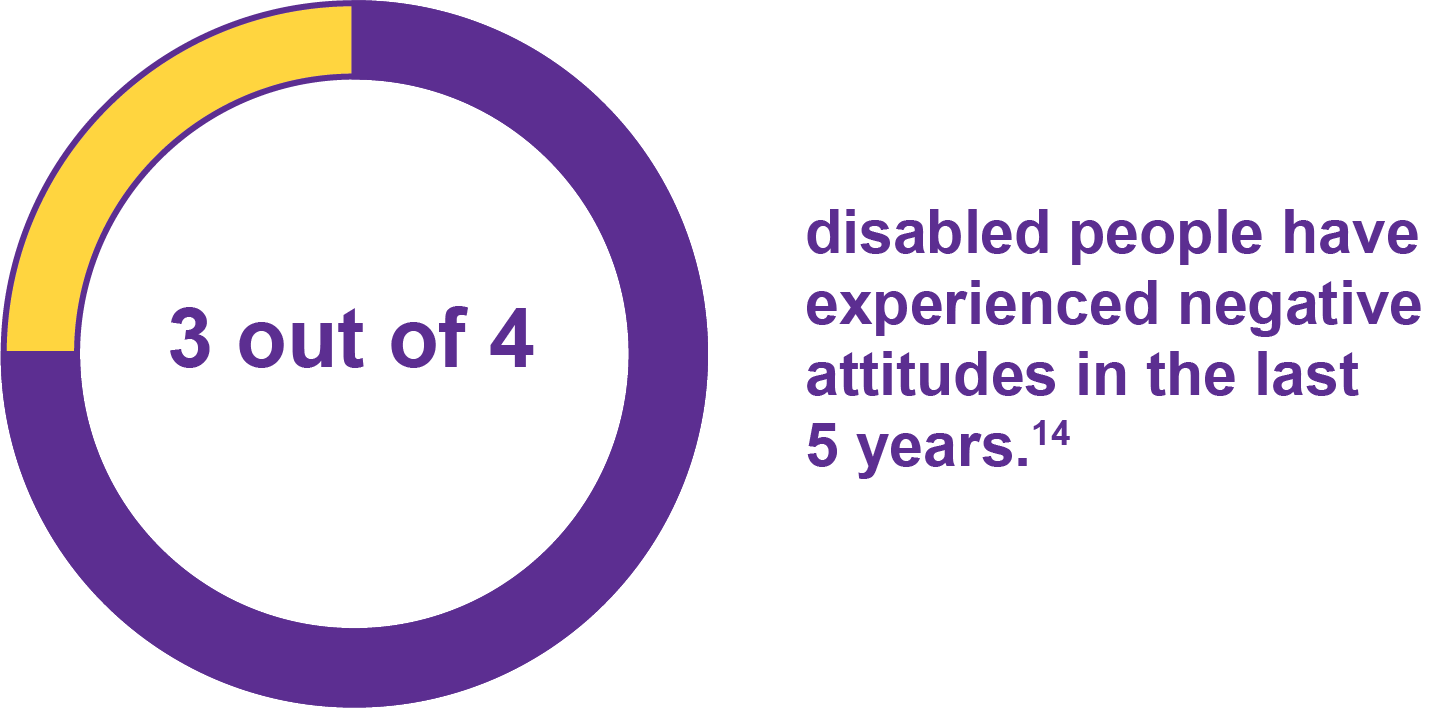 3 out of 4
disabled people have
experienced negative
attitudes in the last
5 years.¹⁴